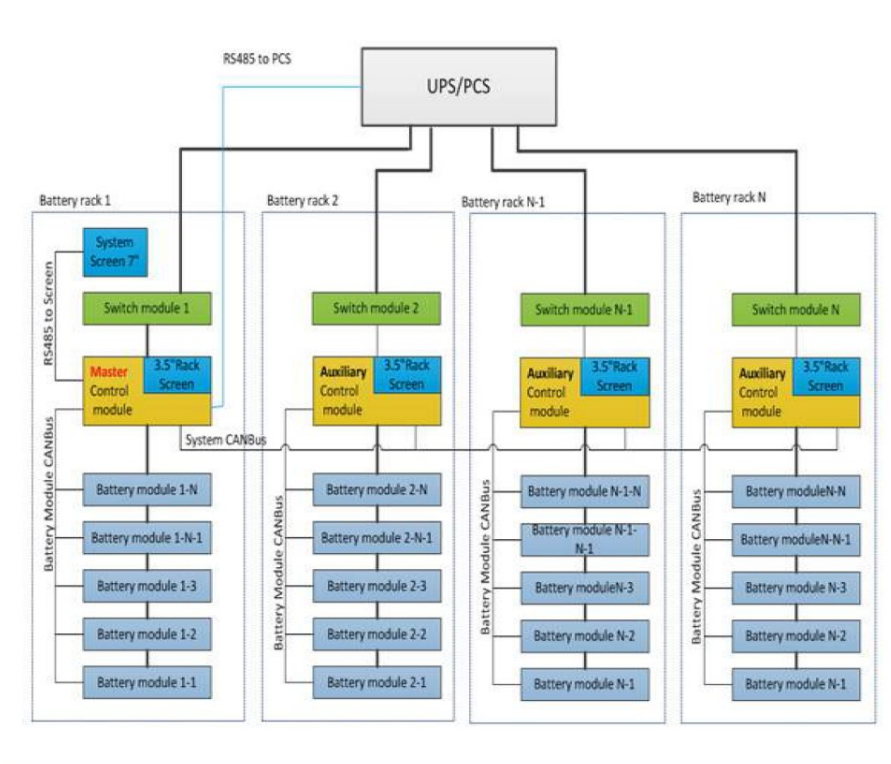 RS485 to PCS
UPS/PCS
Battery rack 1
System
Screen 7"
RS485 to Screen
Switch module 1
Master
Control
module
3.5"Rack
Screen
System CANBus
Battery Module CANBus
Battery module 1-N
Battery module 1-N-1
Battery module 1-3
Battery module 1-2
Battery module 1-1
Battery rack 2
Switch module 2
Auxiliary
Control
module
3.5"Rack
Screen
Battery Module CANBus
Battery module 2-N
Battery module 2-N-1
Battery module 2-3
Battery module 2-2
Battery module 2-1
Battery rack N-1
Switch module N-1
Auxiliary
Control
module
3.5"Rack
Screen
Battery Module CANBus
Battery module N-1-N
Battery module N-1-
N-1
Battery moduleN-3
Battery module N-2
Battery module N-1
Battery rack N
Switch module N
Auxiliary
Control
module
3.5"Rack
Screen
Battery Module CANBus
Battery moduleN-N
Battery moduleN-N-1
Battery module N-3
Battery module N-2
Battery module N-1